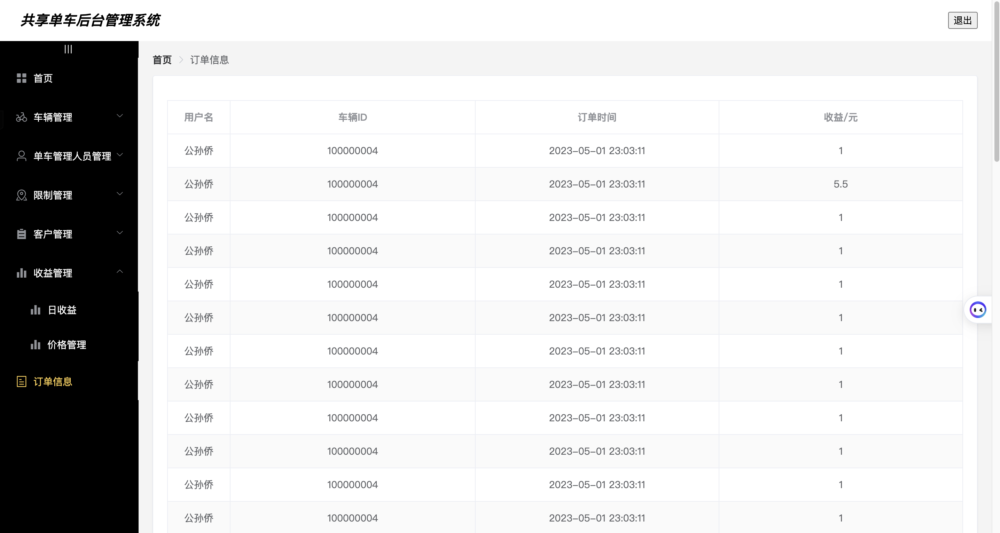 共享单车后台管理系统
退出
首页
车辆管理
单车管理人员管理
限制管理
客户管理
收益管理
日收益
价格管理
订单信息
首页 > 订单信息
用户名 车辆ID 订单时间 收益/元
公孙侨 100000004 2023-05-01 23:03:11 1
公孙侨 100000004 2023-05-01 23:03:11 5.5
公孙侨 100000004 2023-05-01 23:03:11 1
公孙侨 100000004 2023-05-01 23:03:11 1
公孙侨 100000004 2023-05-01 23:03:11 1
公孙侨 100000004 2023-05-01 23:03:11 1
公孙侨 100000004 2023-05-01 23:03:11 1
公孙侨 100000004 2023-05-01 23:03:11 1
公孙侨 100000004 2023-05-01 23:03:11 1
公孙侨 100000004 2023-05-01 23:03:11 1
公孙侨 100000004 2023-05-01 23:03:11 1
公孙侨 100000004 2023-05-01 23:03:11 1